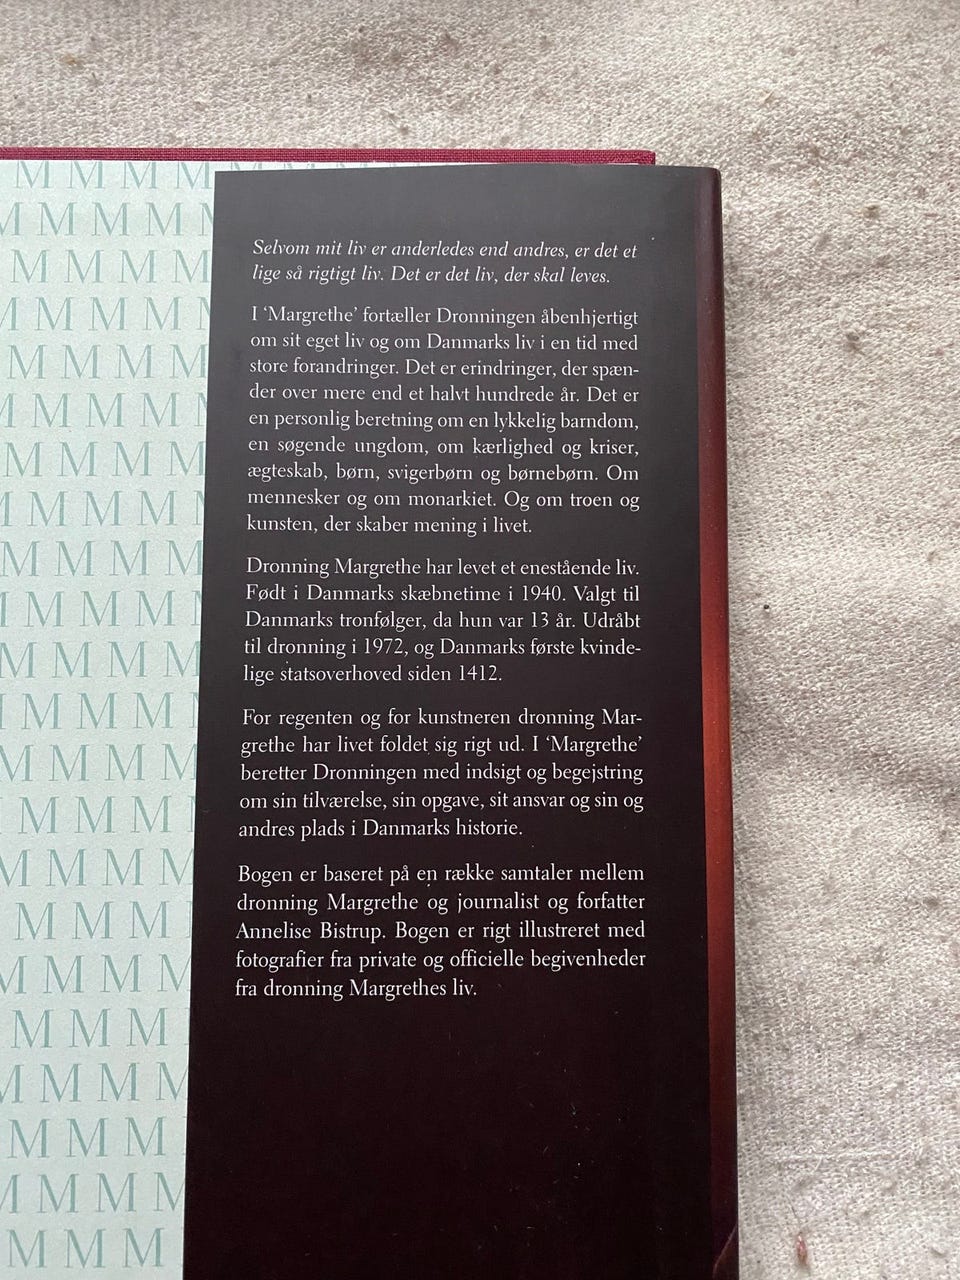 Selvom mit liv er anderledes end andres, er det et
lige så rigtigt liv. Det er det liv, der skal leves.
I ‘Margrethe’ fortæller Dronningen åbenhjertigt
om sit eget liv og om Danmarks liv i en tid med
store forandringer. Det er erindringer, der spæn-
der over mere end et halvt hundrede år. Det er
en personlig beretning om en lykkelig barndom,
en søgende ungdom, om kærlighed og kriser,
ægteskab, børn, svigerbørn og børnebørn. Om
mennesker og om monarkiet. Og om troen og
kunsten, der skaber mening i livet.
Dronning Margrethe har levet et enestående liv.
Født i Danmarks skæbnetime i 1940. Valgt til
Danmarks tronfølger, da hun var 13 år. Udråbt
til dronning i 1972, og Danmarks første kvinde-
lige statsoverhoved siden 1412.
For regenten og for kunstneren dronning Mar-
grethe har livet foldet sig rigt ud. I ‘Margrethe’
beretter Dronningen med indsigt og begejstring
om sin tilværelse, sin opgave, sit ansvar og sin og
andres plads i Danmarks historie.
Bogen er baseret på en række samtaler mellem
dronning Margrethe og journalist og forfatter
Annelise Bistrup. Bogen er rigt illustreret med
fotografier fra private og officielle begivenheder
fra dronning Margrethes liv.